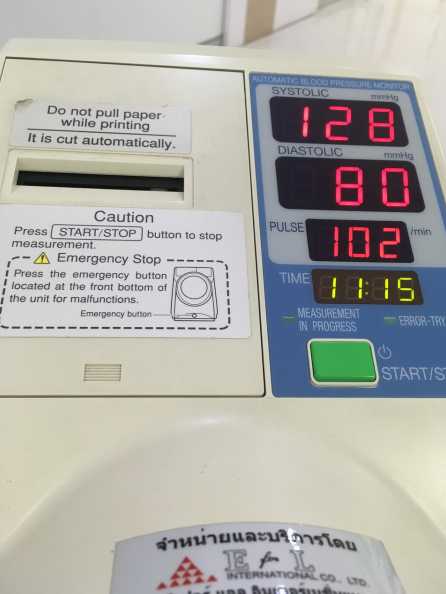 Do not pull paper
while printing
It is cut automatically.
Caution
Press START/STOP button to stop
measurement.
Emergency Stop
Press the emergency button
located at the front bottom of
the unit for malfunctions.
Emergency button
AUTOMATIC BLOOD PRESSURE MONITOR
SYSTOLIC mmHg
128
DIASTOLIC mmHg
80
PULSE 102 /min
TIME 11:15
MEASUREMENT
IN PROGRESS
ERROR-TRY
START/ST
จำหน่ายและบริการโดย
E for L
INTERNATIONAL CO., LTD.